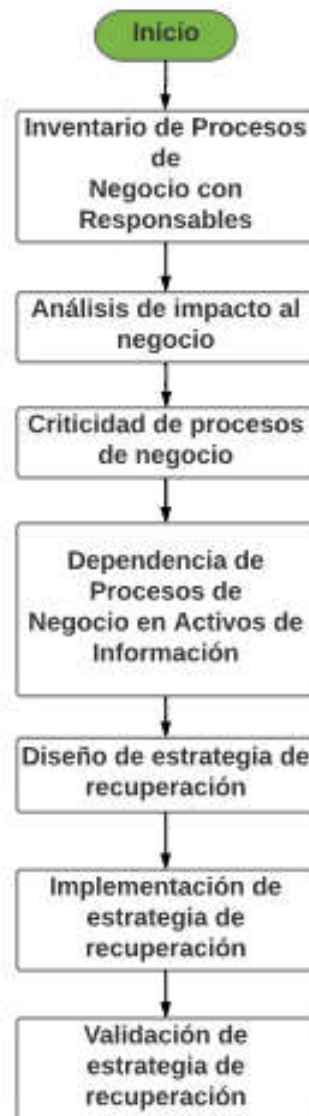 Inicio
Inventario de Procesos
de
Negocio con
Responsables
Análisis de impacto al
negocio
Criticidad de procesos
de negocio
Dependencia de
Procesos de
Negocio en Activos de
Información
Diseño de estrategia de
recuperación
Implementación de
estrategia de
recuperación
Validación de
estrategia de
recuperación